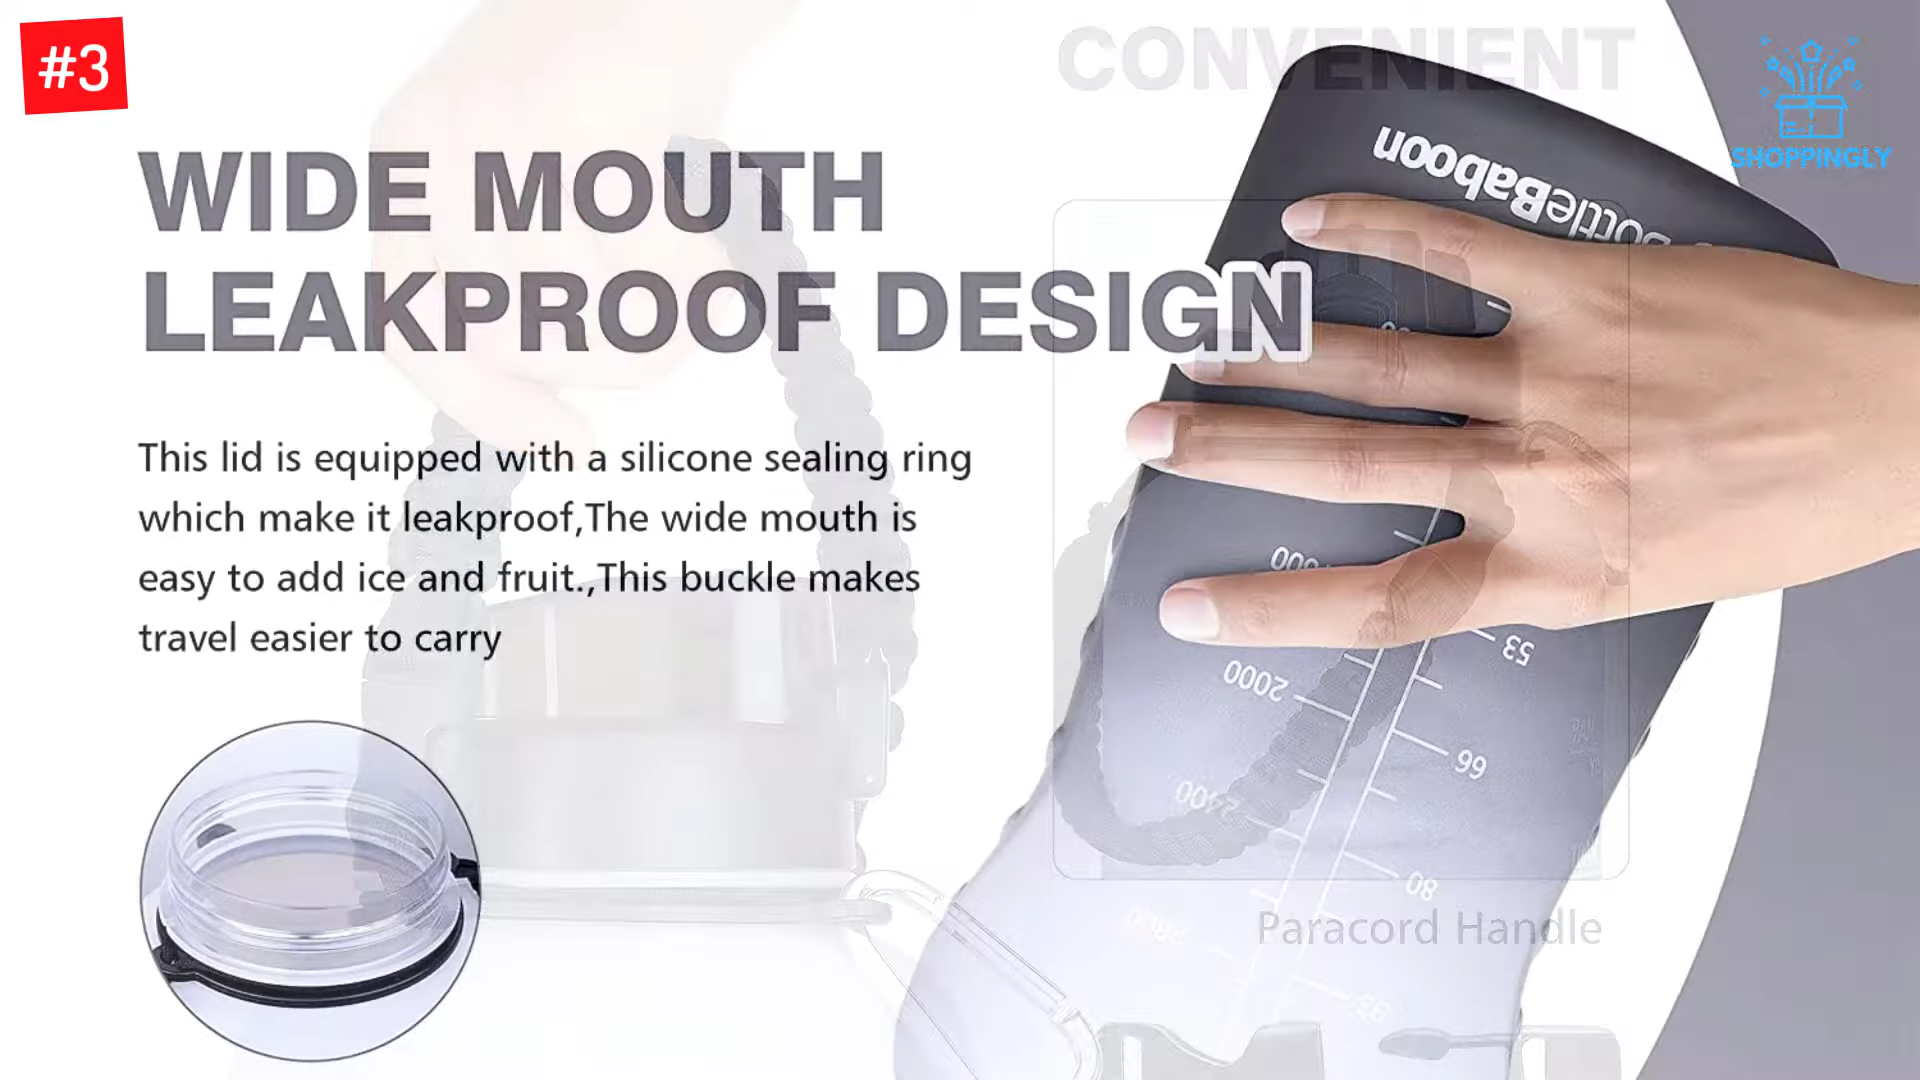 #3
CONVENIENT
SHOPPINGLY
WIDE MOUTH
LEAKPROOF DESIGN
BottleBaboon
This lid is equipped with a silicone sealing ring
which make it leakproof,The wide mouth is
easy to add ice and fruit.,This buckle makes
travel easier to carry
53
2000
66
2400
80
Paracord Handle